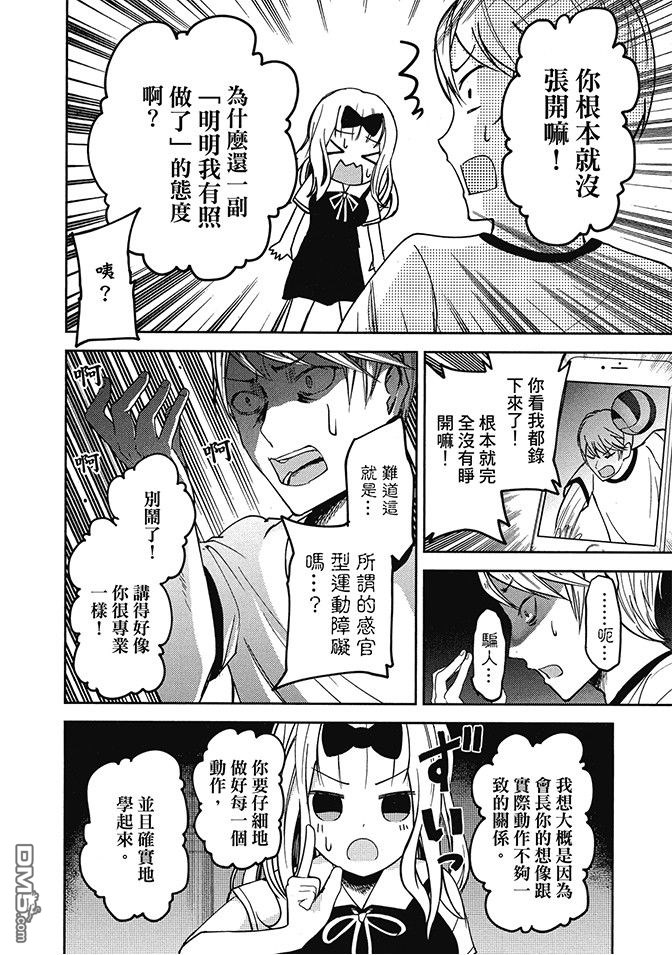 你根本就沒
張開嘛！
為什麼還一副
「明明我有照
做了」的態度
啊？
咦？
你看我都錄
下來了！
根本就完
全沒有睜
開嘛！
……呃…
騙人…
難道這
就是…
所謂的感官
型運動障礙
嗎…？
啊
啊
啊
別鬧了！
講得好像
你很專業
一樣！
我想大概是因為
會長你的想像跟
實際動作不夠一
致的關係。
ずいっ
你要仔細地
做好每一個
動作，
並且確實地
學起來。
DM5.com